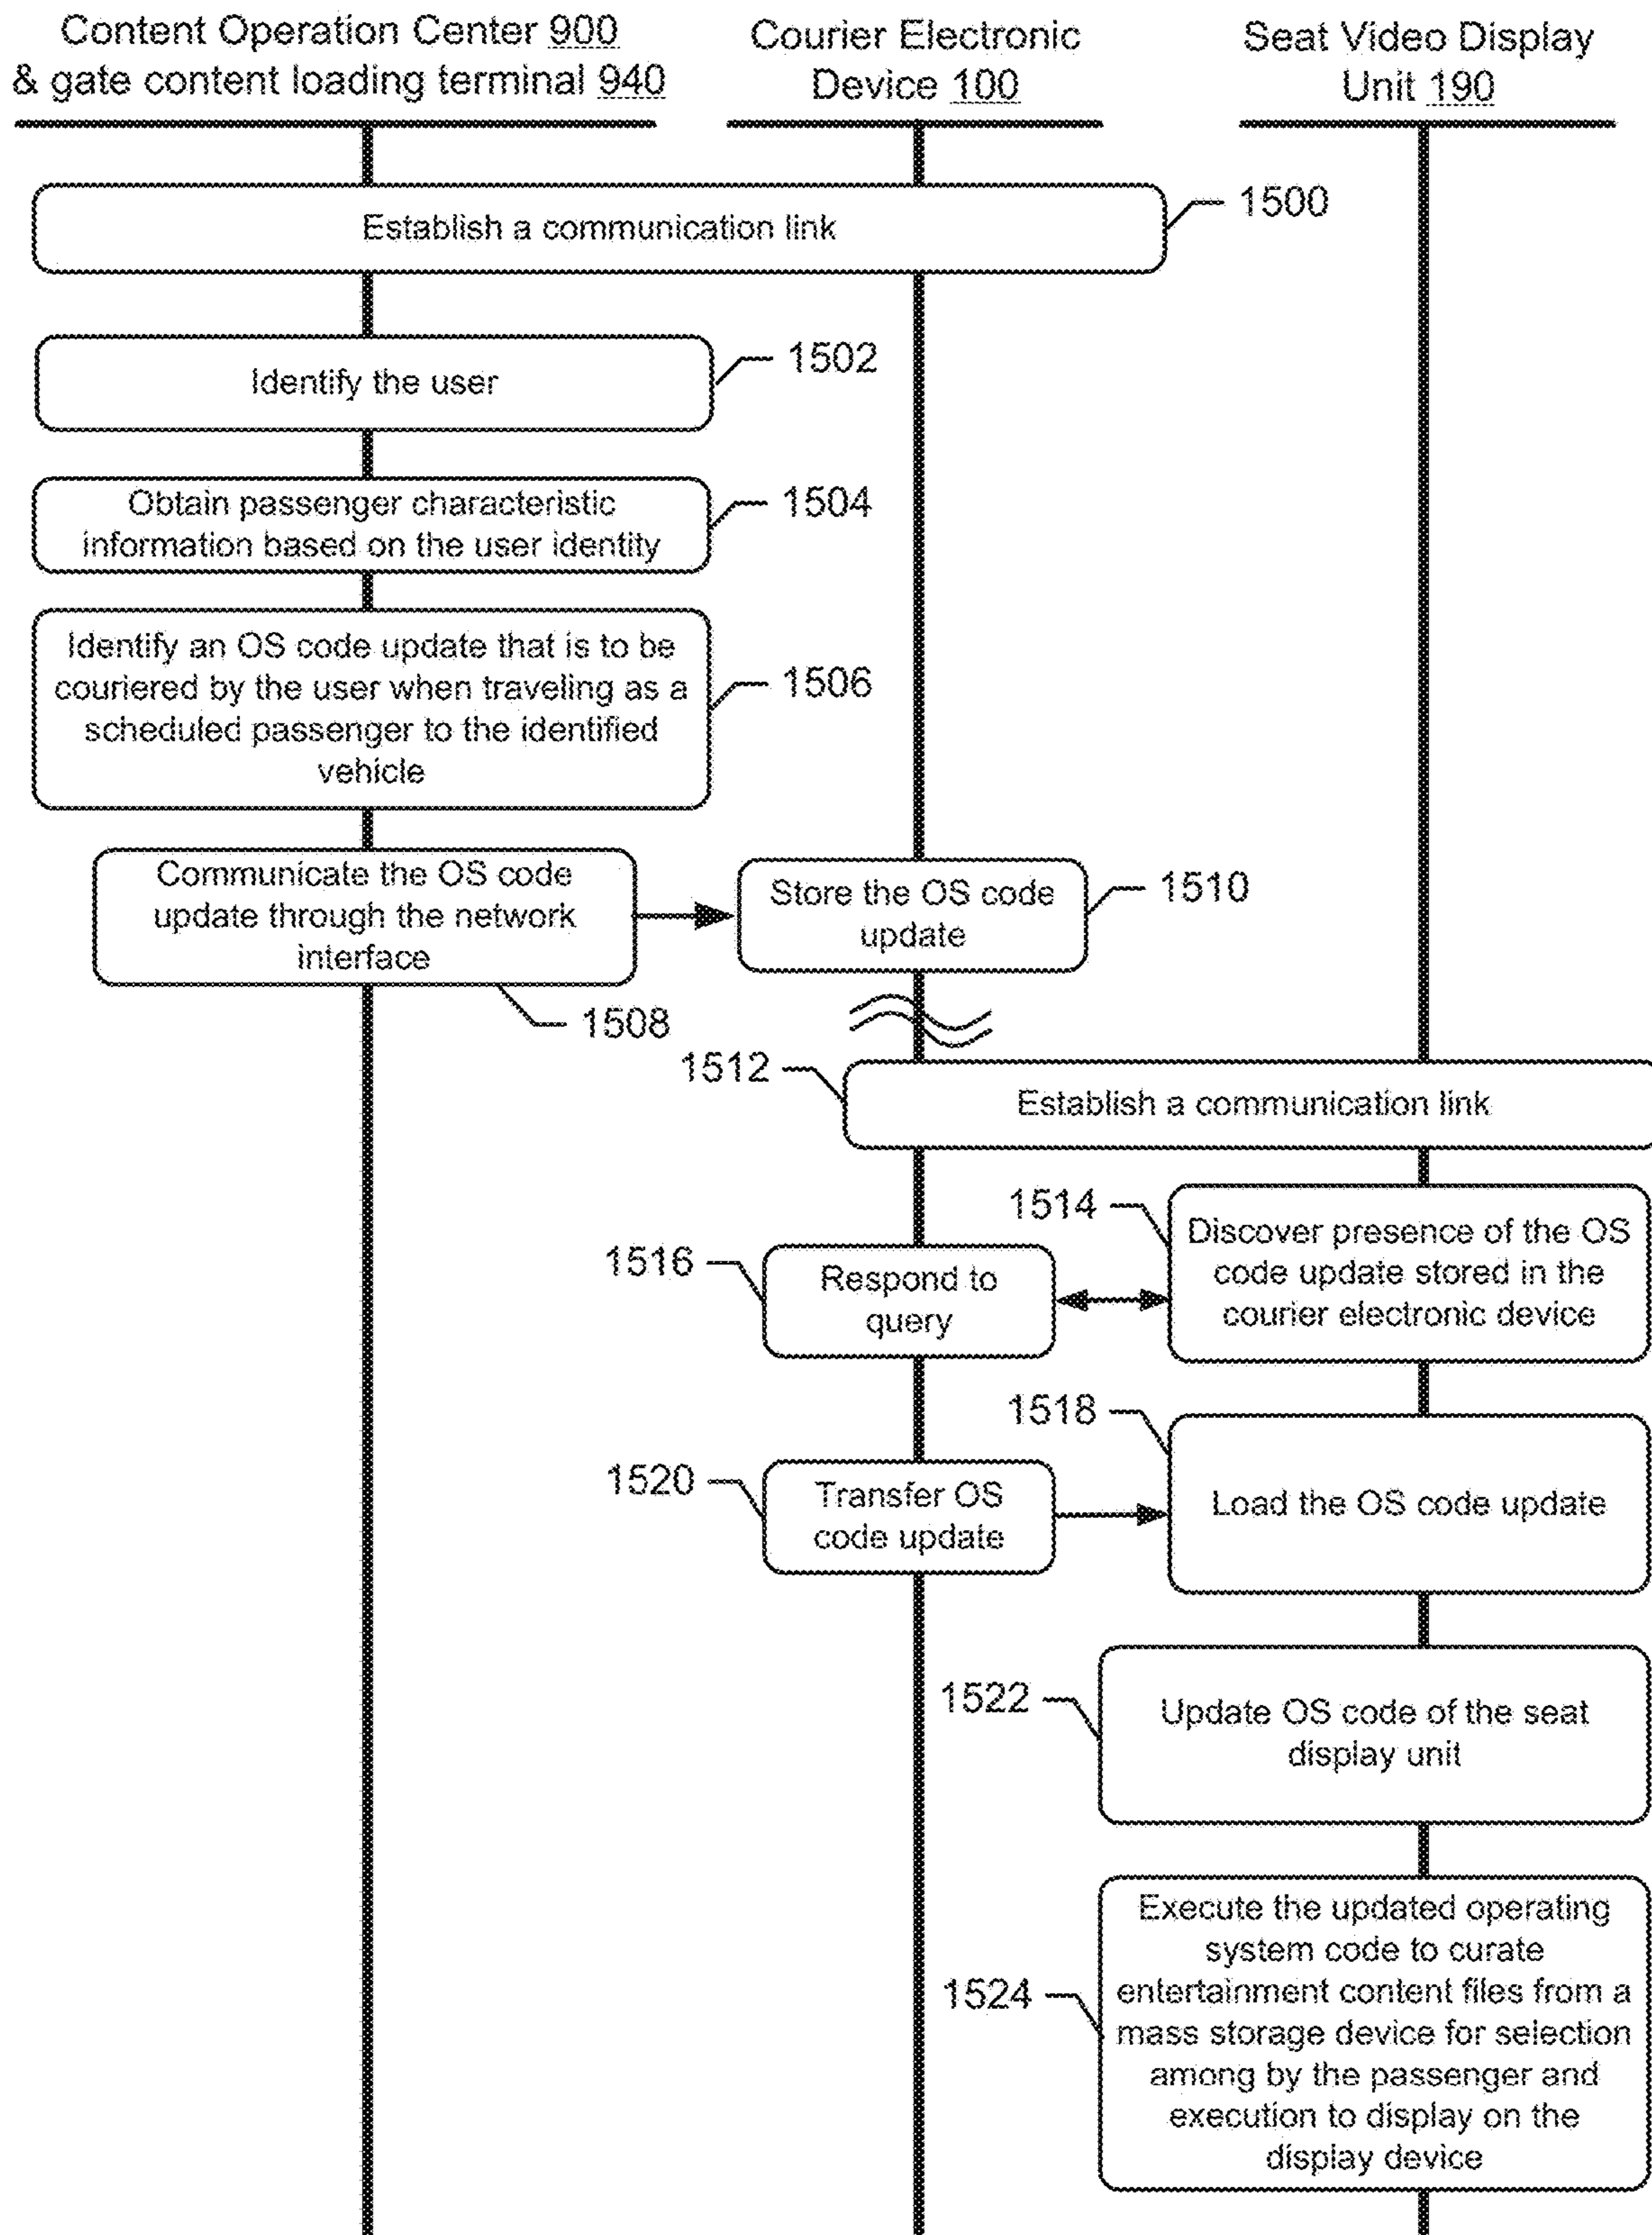 Content Operation Center 900
& gate content loading terminal 940
Courier Electronic
Device 100
Seat Video Display
Unit 190
Establish a communication link
1500
Identify the user
1502
Obtain passenger characteristic
information based on the user identity
1504
Identify an OS code update that is to be
couriered by the user when traveling as a
scheduled passenger to the identified
vehicle
1506
Communicate the OS code
update through the network
interface
1508
Store the OS code
update
1510
1512
Establish a communication link
1514
Discover presence of the OS
code update stored in the
courier electronic device
1516
Respond to
query
1518
Load the OS code update
1520
Transfer OS
code update
1522
Update OS code of the seat
display unit
1524
Execute the updated operating
system code to curate
entertainment content files from a
mass storage device for selection
among by the passenger and
execution to display on the
display device